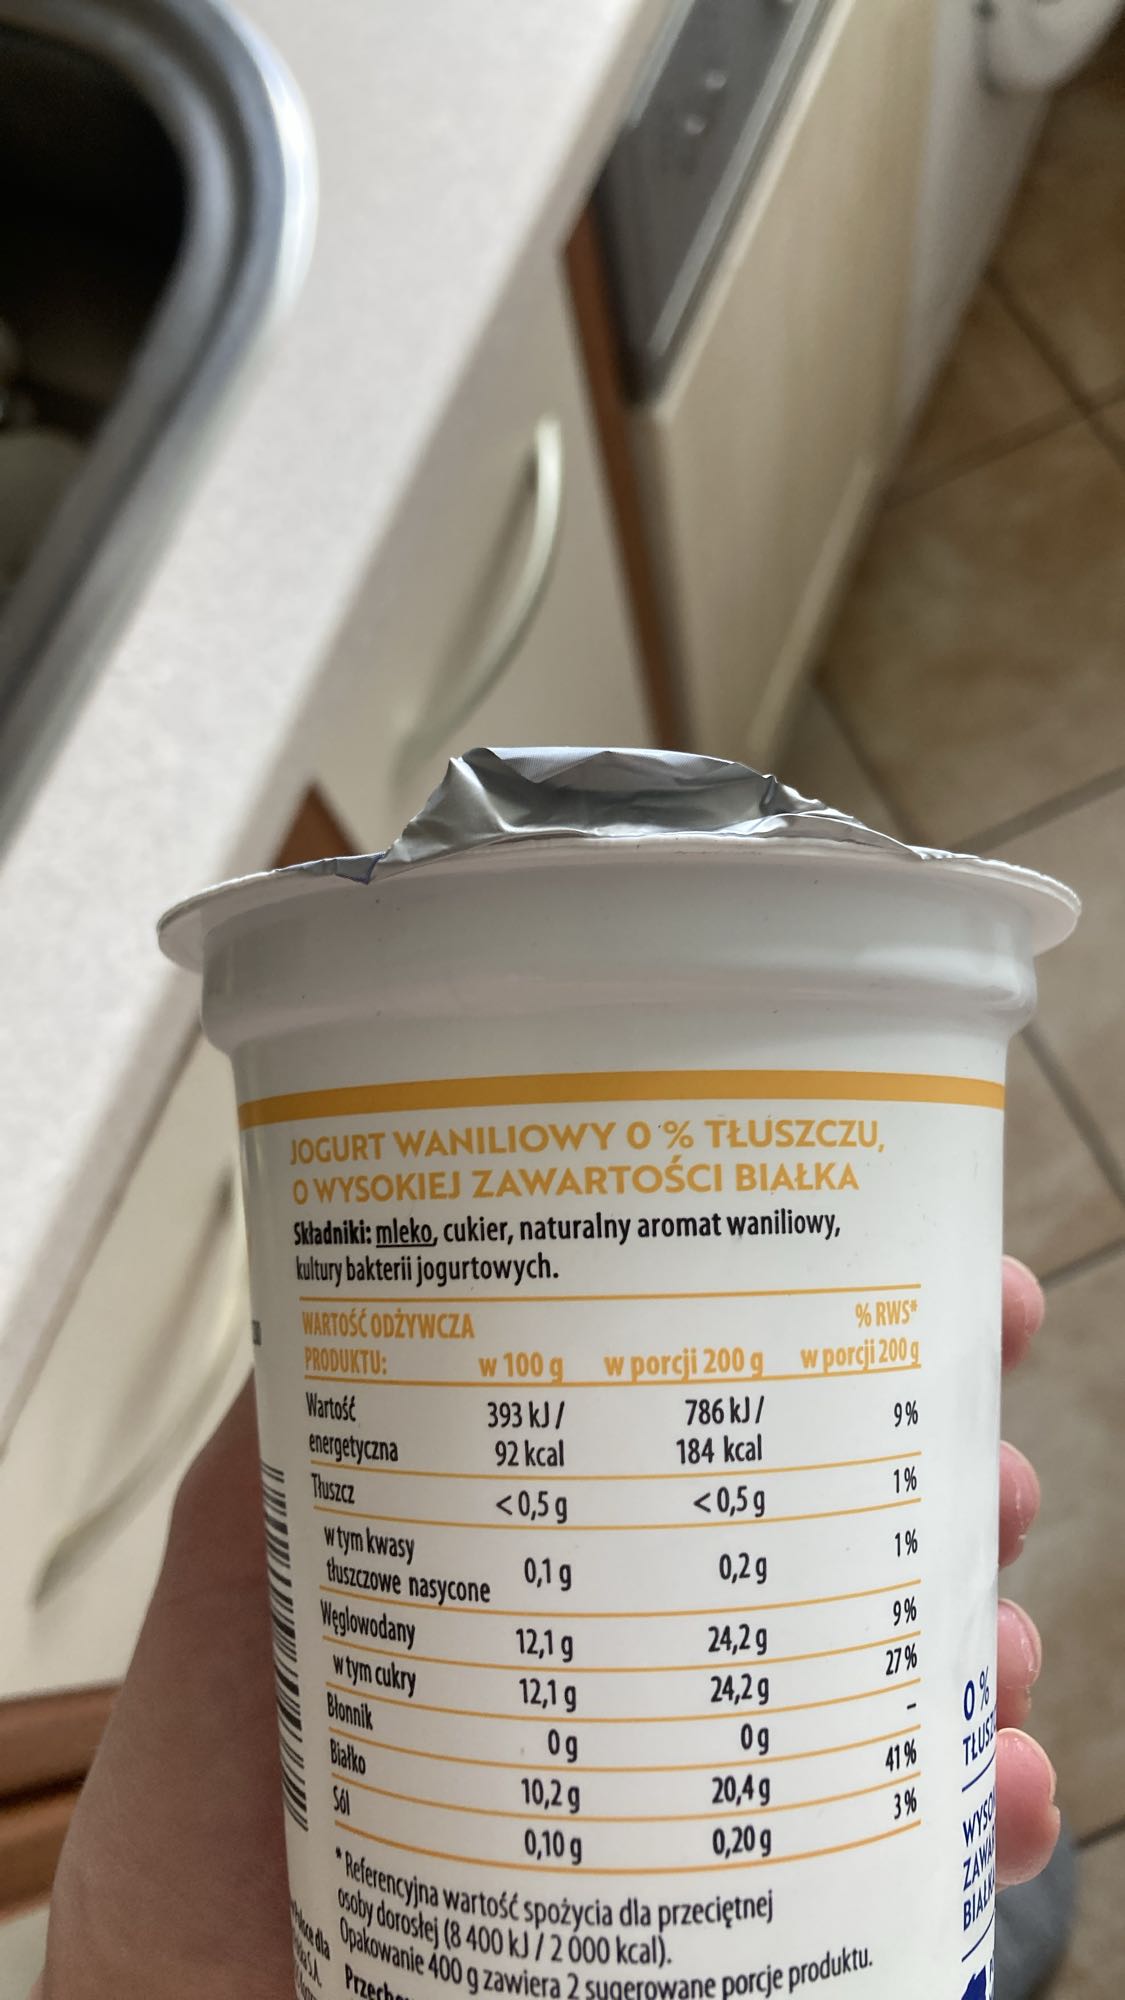 JOGURT WANILIOWY 0 % TŁUSZCZU,
O WYSOKIEJ ZAWARTOŚCI BIAŁKA
Składniki: mleko, cukier, naturalny aromat waniliowy,
kultury bakterii jogurtowych.
WARTOŚĆ ODŻYWCZA % RWS*
PRODUKTU: w 100 g w porcji 200 g w porcji 200 g
Wartość 393 kJ / 786 kJ / 9%
energetyczna 92 kcal 184 kcal
Tłuszcz < 0,5 g < 0,5 g 1%
w tym kwasy
tłuszczowe nasycone 0,1 g 0,2 g 1%
Węglowodany 12,1 g 24,2 g 9%
w tym cukry 12,1 g 24,2 g 27%
Błonnik 0 g 0 g -
Białko 10,2 g 20,4 g 41%
Sól 0,10 g 0,20 g 3%
* Referencyjna wartość spożycia dla przeciętnej
osoby dorosłej (8 400 kJ / 2 000 kcal).
Opakowanie 400 g zawiera 2 sugerowane porcje produktu.
0 %